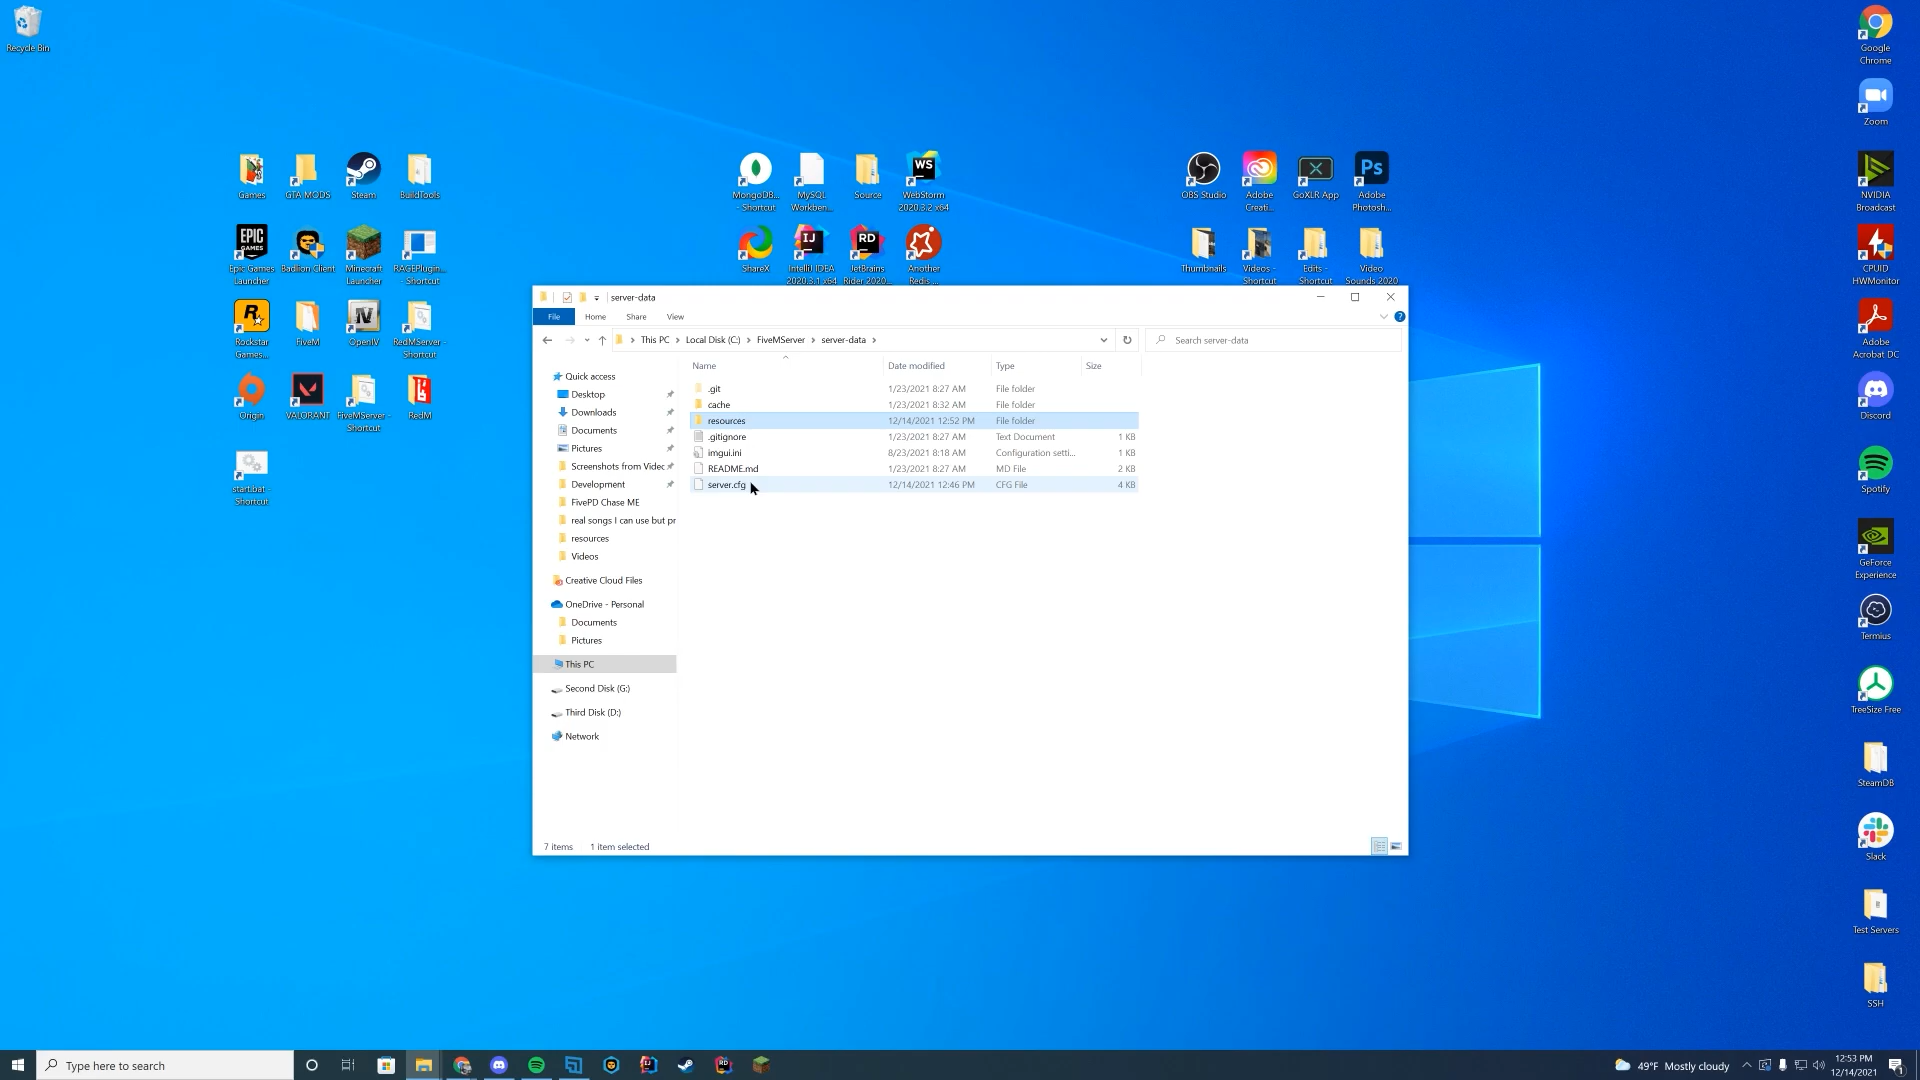 Recycle Bin
Games
GTA MODS
Steam
BuildTools
EPIC
GAMES
Epic Games
Launcher
Badlion Client
Minecraft
Launcher
RAGEPlugin...
- Shortcut
Rockstar
Games...
FiveM
OpenIV
RedMServer -
Shortcut
Origin
VALORANT
FiveMServer -
Shortcut
RedM
start.bat -
Shortcut
MongoDB...
- Shortcut
MySQL
Workben...
Source
WS
WebStorm
2020.3.2 x64
ShareX
IJ
IntelliJ IDEA
2020.3.1 x64
RD
JetBrains
Rider 2020...
Another
Redis ...
OBS Studio
Adobe
Creati...
GoXLR App
Ps
Adobe
Photosh...
Thumbnails
Videos -
Shortcut
Edits -
Shortcut
Video
Sounds 2020
Google
Chrome
Zoom
NVIDIA
Broadcast
CPUID
HWMonitor
Adobe
Acrobat DC
Discord
Spotify
GeForce
Experience
Termius
TreeSize Free
SteamDB
Slack
Test Servers
SSH
server-data
File
Home
Share
View
This PC
Local Disk (C:)
FiveMServer
server-data
Search server-data
Name
Date modified
Type
Size
.git 1/23/2021 8:27 AM File folder
cache 1/23/2021 8:32 AM File folder
resources 12/14/2021 12:52 PM File folder
.gitignore 1/23/2021 8:27 AM Text Document 1 KB
imgui.ini 8/23/2021 8:18 AM Configuration setti... 1 KB
README.md 1/23/2021 8:27 AM MD File 2 KB
server.cfg 12/14/2021 12:46 PM CFG File 4 KB
Quick access
Desktop
Downloads
Documents
Pictures
Screenshots from Videc
Development
FivePD Chase ME
real songs I can use but pr
resources
Videos
Creative Cloud Files
OneDrive - Personal
Documents
Pictures
This PC
Second Disk (G:)
Third Disk (D:)
Network
7 items
1 item selected
Type here to search
49°F Mostly cloudy
12:53 PM
12/14/2021